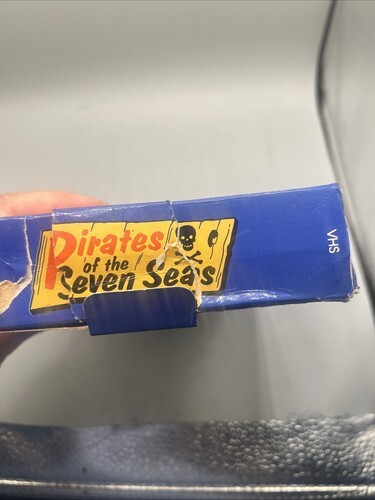 Pirates
of the
Seven Seas
VHS